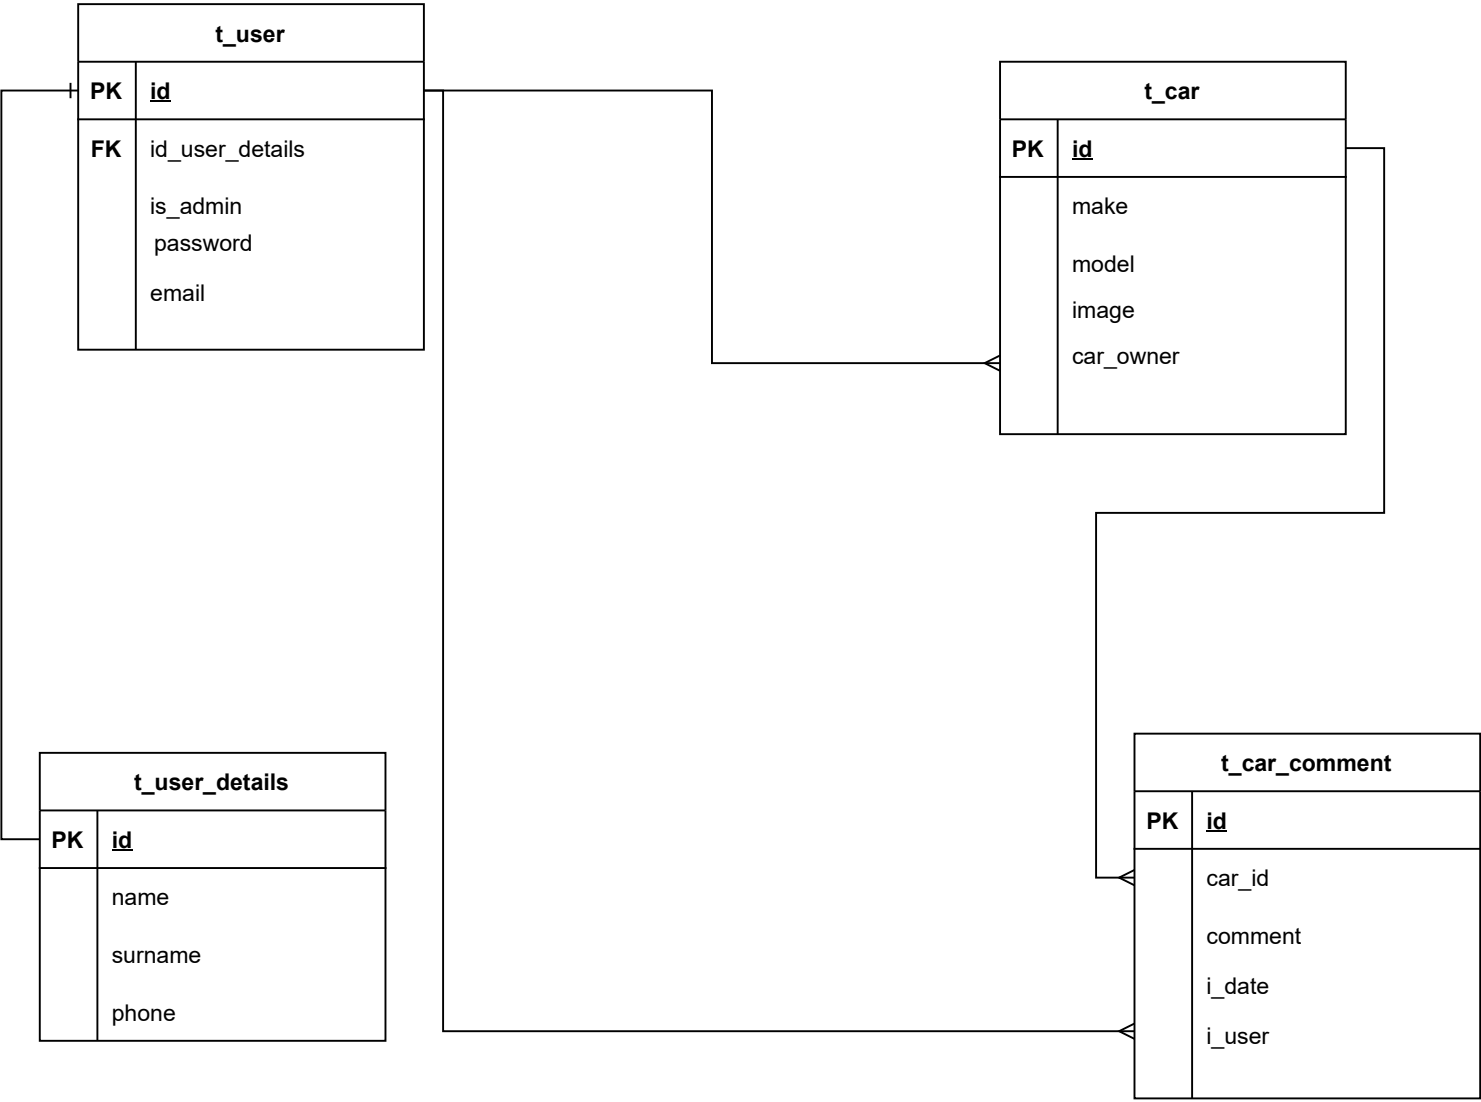 t_user
PK id
FK id_user_details
is_admin
password
email
t_car
PK id
make
model
image
car_owner
t_user_details
PK id
name
surname
phone
t_car_comment
PK id
car_id
comment
i_date
i_user